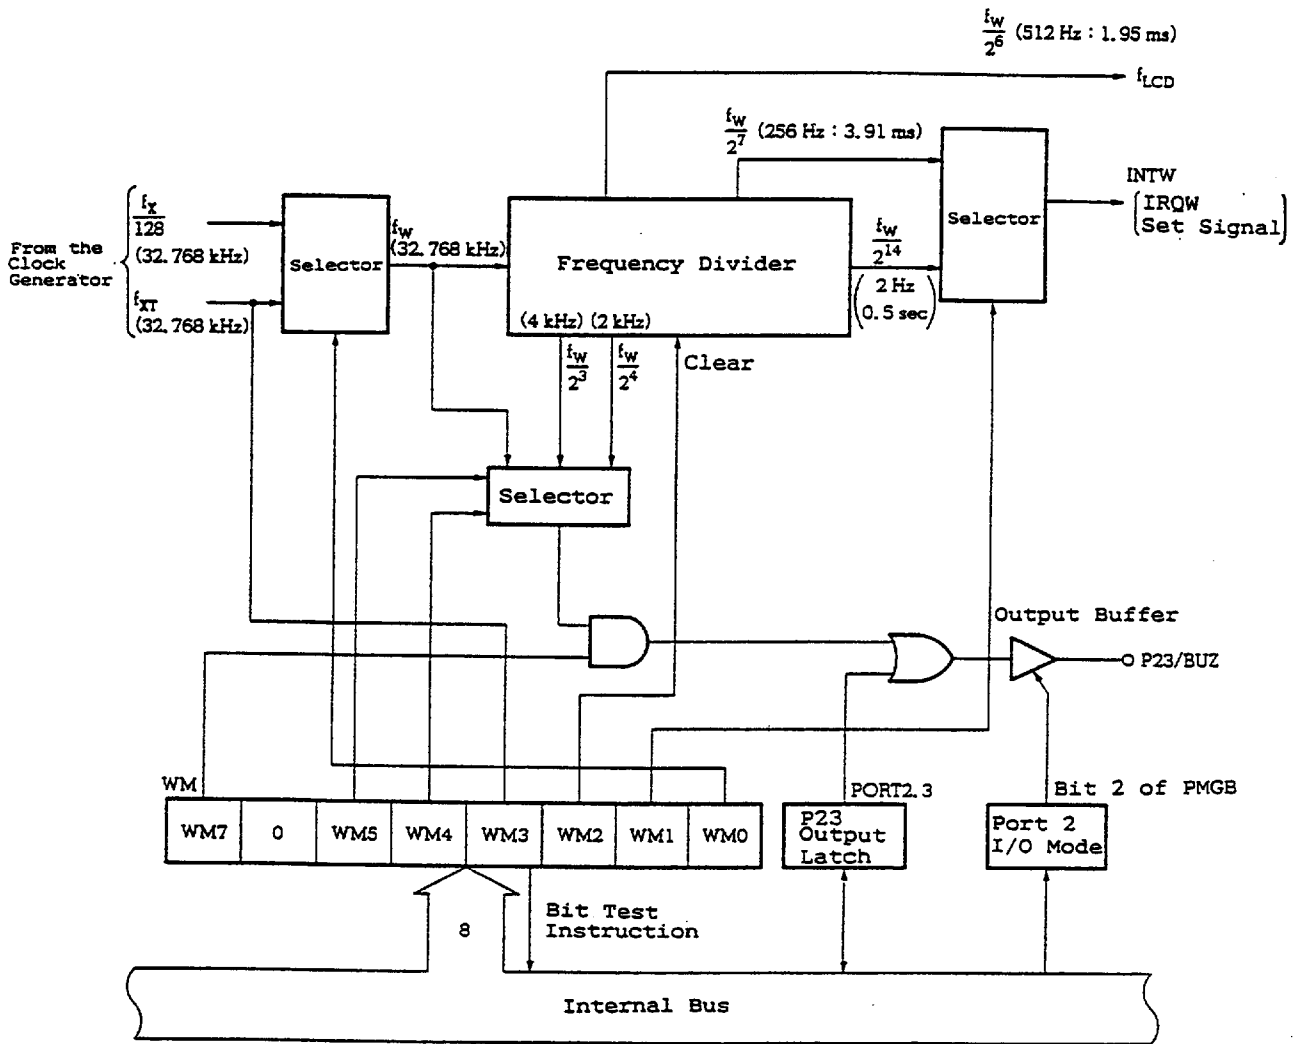 fW/2^6 (512 Hz : 1.95 ms)
fLCD
fW/2^7 (256 Hz : 3.91 ms)
INTW
IRQW
Set Signal
Selector
From the
Clock
Generator
fX/128
(32.768 kHz)
fXT
(32.768 kHz)
Selector
fW
(32.768 kHz)
Frequency Divider
(4 kHz) (2 kHz)
fW/2^14
2 Hz
0.5 sec
fW/2^3
fW/2^4
Clear
Selector
Output Buffer
P23/BUZ
WM
WM7 0 WM5 WM4 WM3 WM2 WM1 WM0
PORT2.3
P23
Output
Latch
Bit 2 of PMGB
Port 2
I/O Mode
8
Bit Test
Instruction
Internal Bus